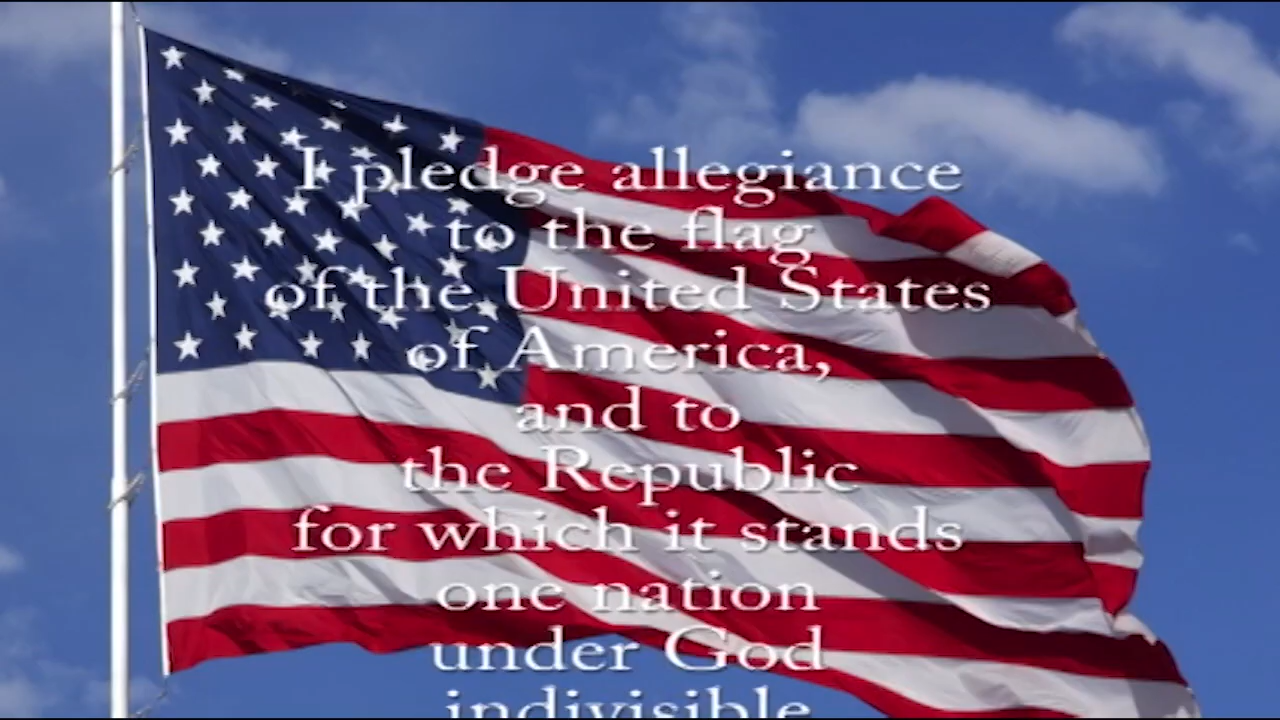 I pledge allegiance
to the flag
of the United States
of America,
and to
the Republic
for which it stands
one nation
under God
indivisible